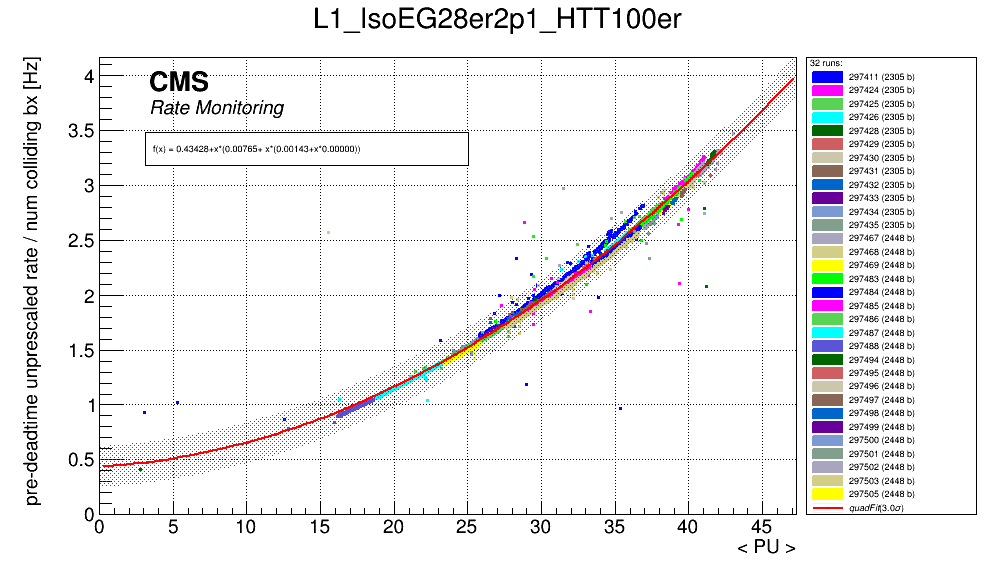 L1_IsoEG28er2p1_HTT100er
pre-deadtime unprescaled rate / num colliding bx [Hz]
CMS
Rate Monitoring
f(x) = 0.43428+x*(0.00765+ x*(0.00143+x*0.00000))
4
3.5
3
2.5
2
1.5
1
0.5
0
0 5 10 15 20 25 30 35 40 45
< PU >
32 runs:
297411 (2305 b)
297424 (2305 b)
297425 (2305 b)
297426 (2305 b)
297428 (2305 b)
297429 (2305 b)
297430 (2305 b)
297431 (2305 b)
297432 (2305 b)
297433 (2305 b)
297434 (2305 b)
297435 (2305 b)
297467 (2448 b)
297468 (2448 b)
297469 (2448 b)
297483 (2448 b)
297484 (2448 b)
297485 (2448 b)
297486 (2448 b)
297487 (2448 b)
297488 (2448 b)
297494 (2448 b)
297495 (2448 b)
297496 (2448 b)
297497 (2448 b)
297498 (2448 b)
297499 (2448 b)
297500 (2448 b)
297501 (2448 b)
297502 (2448 b)
297503 (2448 b)
297505 (2448 b)
quadFit(3.0σ)